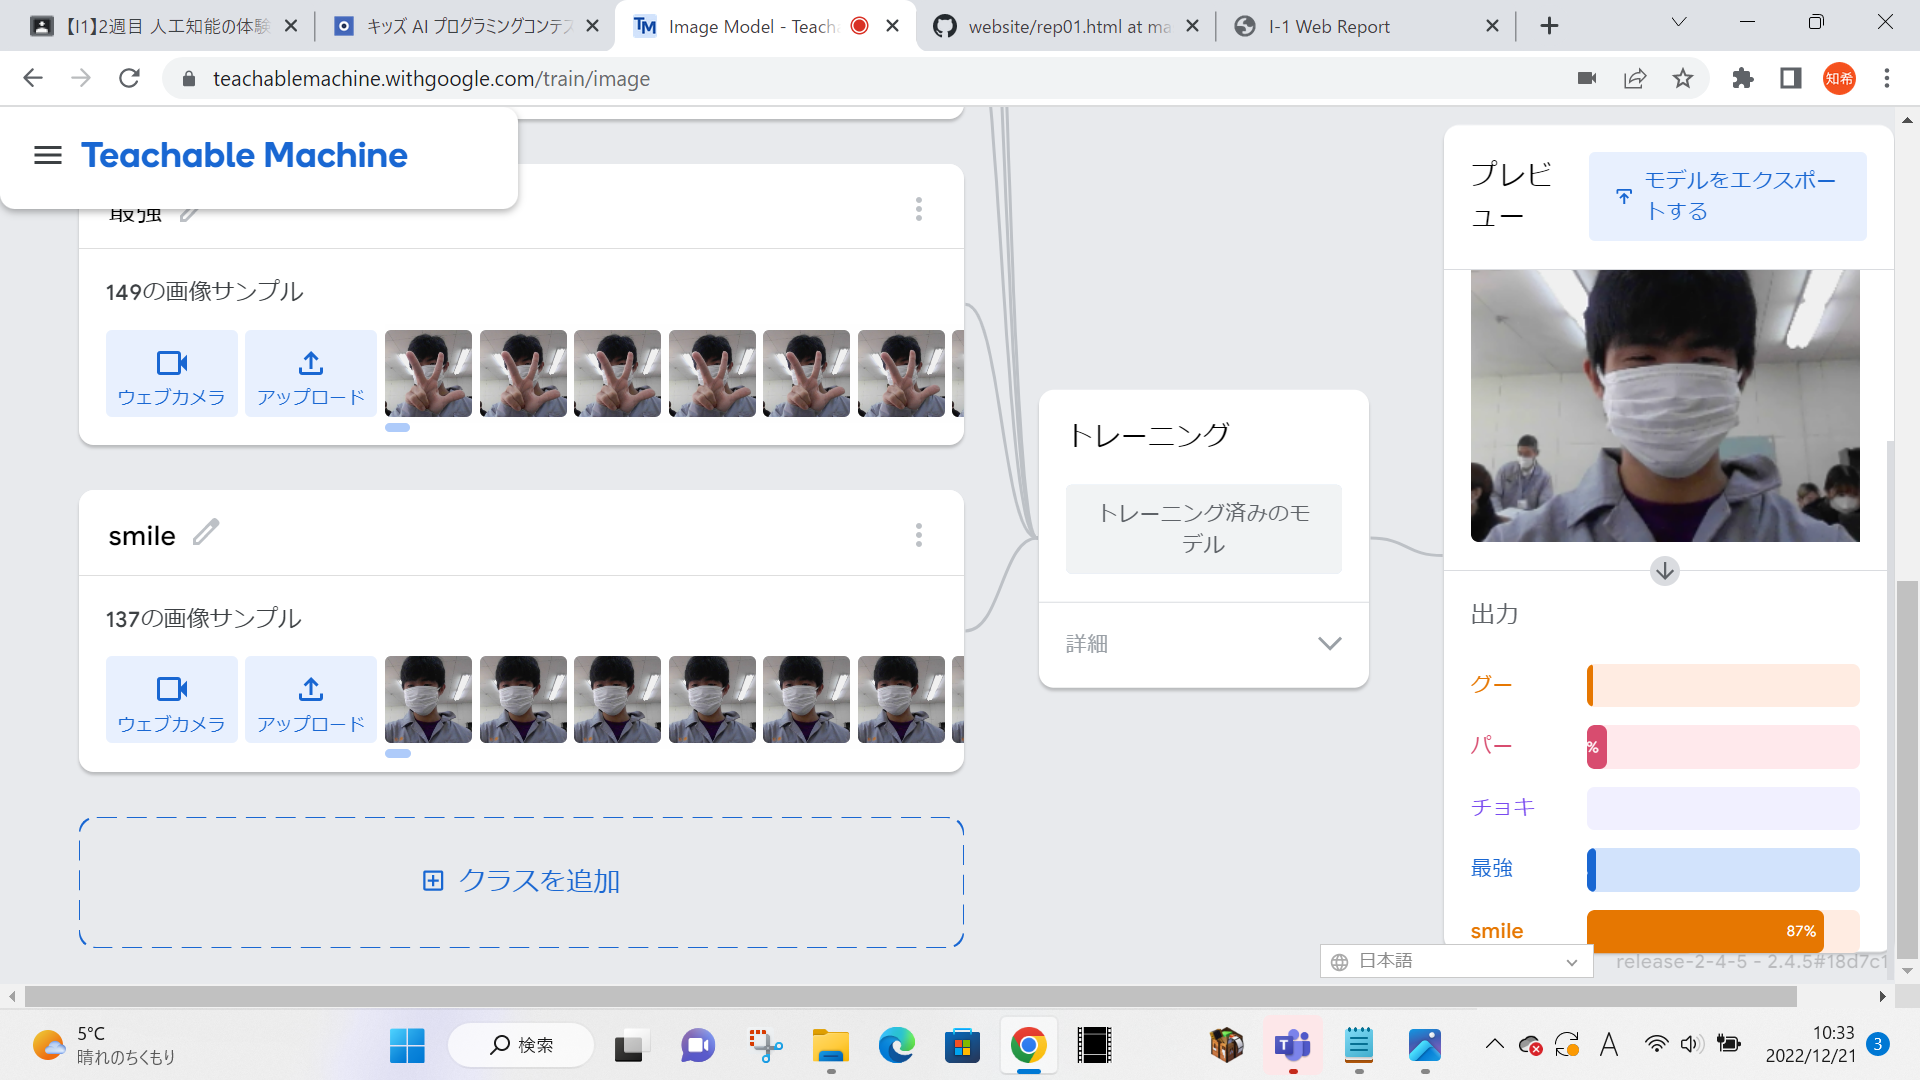 【I1】2週目 人工知能の体験
キッズ AI プログラミングコンテス
Image Model - Teach
website/rep01.html at ma
I-1 Web Report
teachablemachine.withgoogle.com/train/image
知希
Teachable Machine
最強
149の画像サンプル
ウェブカメラ
アップロード
smile
137の画像サンプル
ウェブカメラ
アップロード
クラスを追加
トレーニング
トレーニング済みのモ
デル
詳細
プレビ
ュー
モデルをエクスポー
トする
出力
グー
パー
%
チョキ
最強
smile
87%
日本語
release-2-4-5 - 2.4.5#18d7c1
5°C
晴れのちくもり
検索
A
10:33
2022/12/21
3